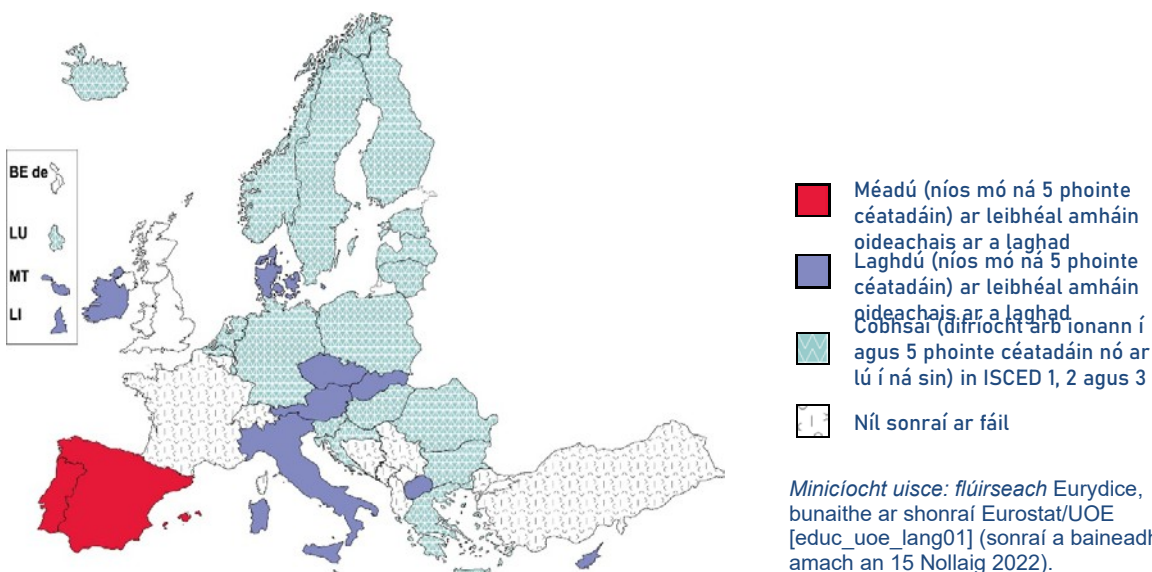 BE de
LU
MT
LI
Méadú (níos mó ná 5 phointe
céatadáin) ar leibhéal amháin
oideachais ar a laghad
Laghdú (níos mó ná 5 phointe
céatadáin) ar leibhéal amháin
oideachais ar a laghad
Cobhsaí (difríocht arb ionann í
agus 5 phointe céatadáin nó ar
lú í ná sin) in ISCED 1, 2 agus 3
Níl sonraí ar fáil
Minicíocht uisce: flúirseach Eurydice,
bunaithe ar shonraí Eurostat/UOE
[educ_uoe_lang01] (sonraí a baineadh
amach an 15 Nollaig 2022).